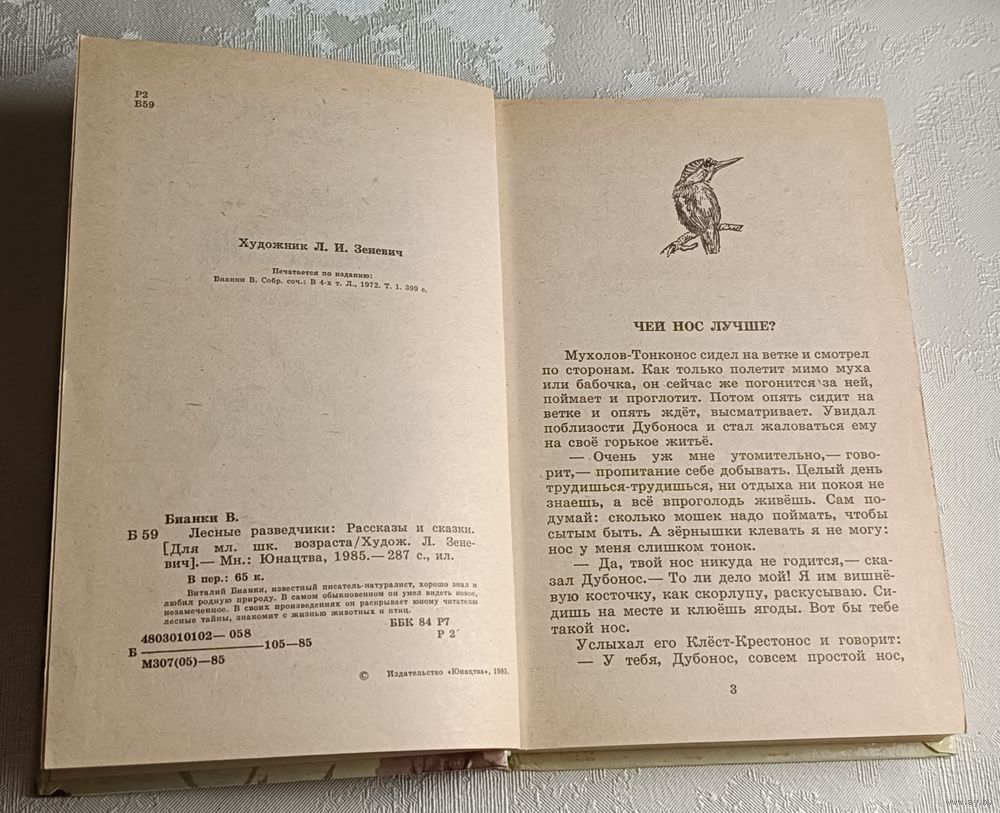 Р2
Б59
Художник Л. И. Зеневич
Печатается по изданию:
Бианки В. Собр. соч.: В 4-х т. Л., 1972. Т. 1. 399 с.
Бианки В.
Б 59 Лесные разведчики: Рассказы и сказки.
[Для мл. шк. возраста/Худож. Л. Зене-
вич].— Мн.: Юнацтва, 1985.— 287 с., ил.
В пер.: 65 к.
Виталий Бианки, известный писатель-натуралист, хорошо знал и
любил родную природу. В самом обыкновенном он умел видеть новое,
незамеченное. В своих произведениях он раскрывает юному читателю
лесные тайны, знакомит с жизнью животных и птиц.
4803010102— 058
Б 105—85
М307(05)—85
ББК 84 Р7
Р 2
© Издательство «Юнацтва», 1985.
ЧЕЙ НОС ЛУЧШЕ?
Мухолов-Тонконос сидел на ветке и смотрел
по сторонам. Как только полетит мимо муха
или бабочка, он сейчас же погонится за ней,
поймает и проглотит. Потом опять сидит на
ветке и опять ждёт, высматривает. Увидал
поблизости Дубоноса и стал жаловаться ему
на своё горькое житьё.
— Очень уж мне утомительно,— гово-
рит,— пропитание себе добывать. Целый день
трудишься-трудишься, ни отдыха ни покоя не
знаешь, а всё впроголодь живёшь. Сам по-
думай: сколько мошек надо поймать, чтобы
сытым быть. А зёрнышки клевать я не могу:
нос у меня слишком тонок.
— Да, твой нос никуда не годится,— ска-
зал Дубонос.— То ли дело мой! Я им вишнё-
вую косточку, как скорлупу, раскусываю. Си-
дишь на месте и клюёшь ягоды. Вот бы тебе
такой нос.
Услыхал его Клёст-Крестонос и говорит:
— У тебя, Дубонос, совсем простой нос,
3